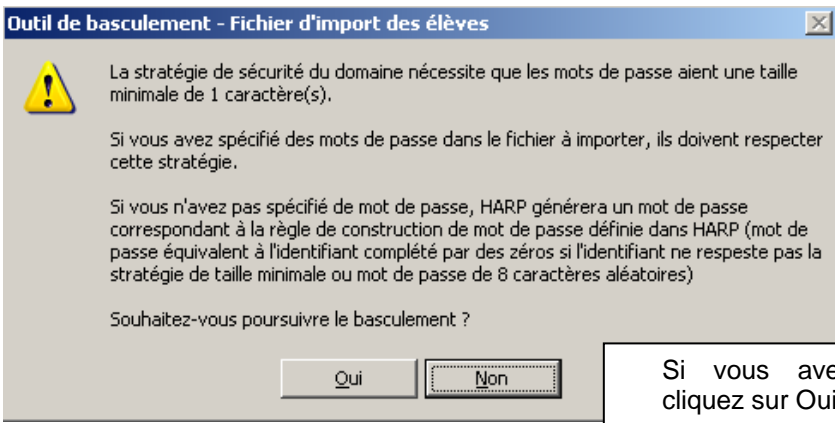 Outil de basculement - Fichier d'import des élèves
La stratégie de sécurité du domaine nécessite que les mots de passe aient une taille
minimale de 1 caractère(s).
Si vous avez spécifié des mots de passe dans le fichier à importer, ils doivent respecter
cette stratégie.
Si vous n'avez pas spécifié de mot de passe, HARP générera un mot de passe
correspondant à la règle de construction de mot de passe définie dans HARP (mot de
passe équivalent à l'identifiant complété par des zéros si l'identifiant ne respeste pas la
stratégie de taille minimale ou mot de passe de 8 caractères aléatoires)
Souhaitez-vous poursuivre le basculement ?
Oui Non
Si vous ave
cliquez sur Oui